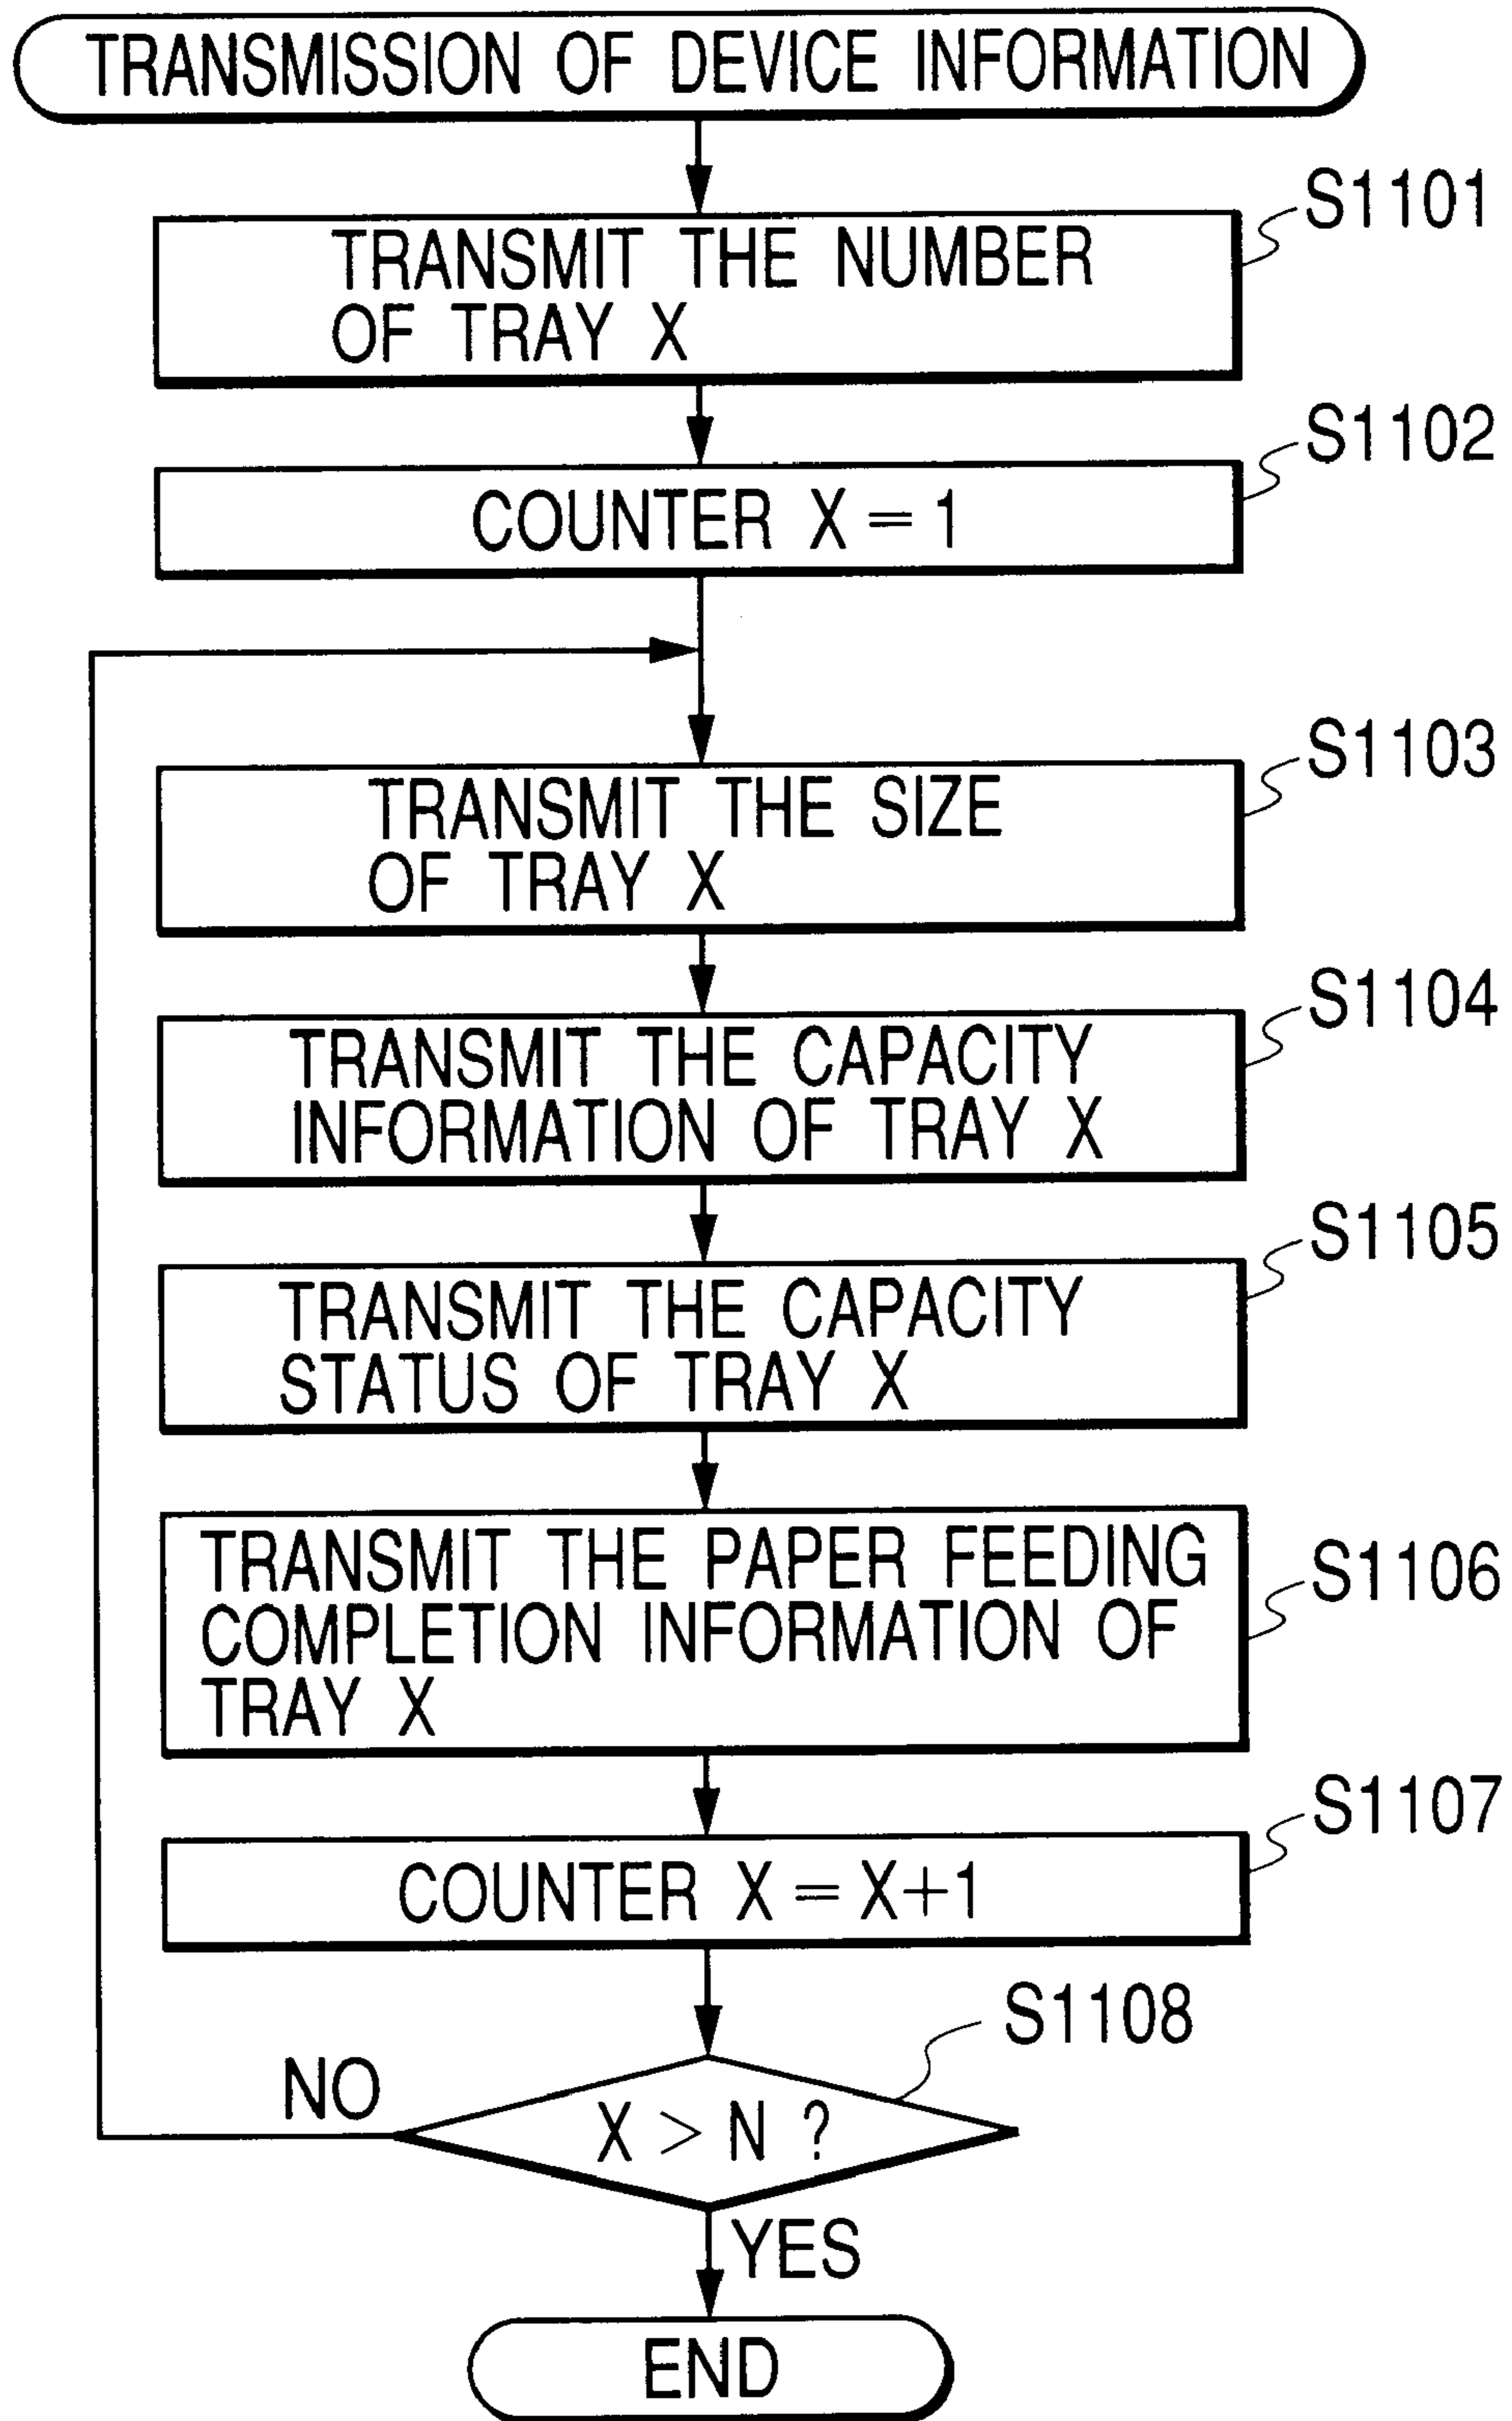 TRANSMISSION OF DEVICE INFORMATION
S1101
TRANSMIT THE NUMBER
OF TRAY X
S1102
COUNTER X = 1
S1103
TRANSMIT THE SIZE
OF TRAY X
S1104
TRANSMIT THE CAPACITY
INFORMATION OF TRAY X
S1105
TRANSMIT THE CAPACITY
STATUS OF TRAY X
S1106
TRANSMIT THE PAPER FEEDING
COMPLETION INFORMATION OF
TRAY X
S1107
COUNTER X = X+1
S1108
NO
X > N ?
YES
END